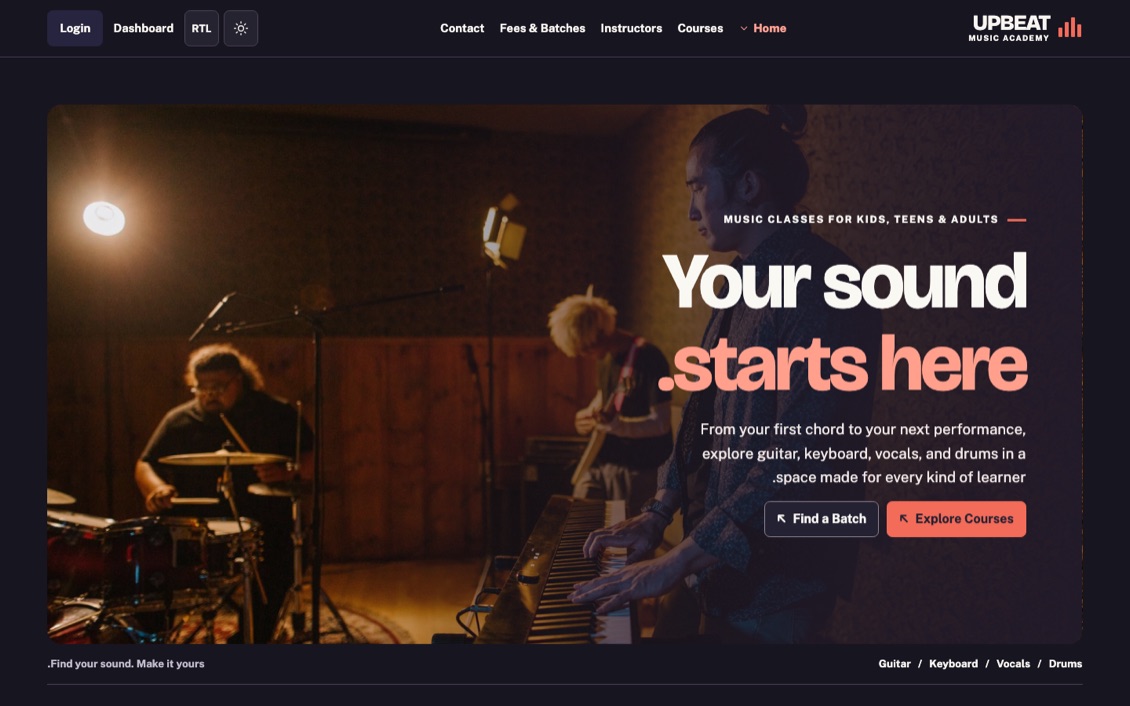 Login
Dashboard
RTL
Contact
Fees & Batches
Instructors
Courses
Home
UPBEAT
MUSIC ACADEMY
MUSIC CLASSES FOR KIDS, TEENS & ADULTS
Your sound
.starts here
From your first chord to your next performance,
explore guitar, keyboard, vocals, and drums in a
.space made for every kind of learner
Find a Batch
Explore Courses
.Find your sound. Make it yours
Guitar / Keyboard / Vocals / Drums